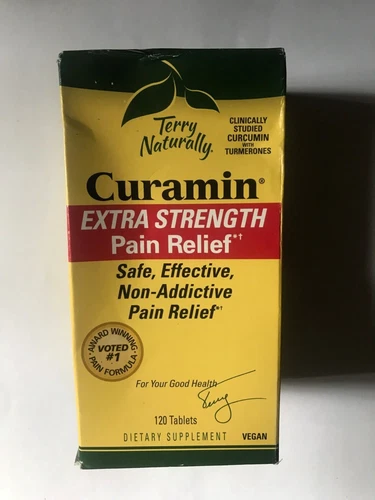 Terry
Naturally®
CLINICALLY
STUDIED
CURCUMIN
WITH
TURMERONES
Curamin®
EXTRA STRENGTH
Pain Relief*†
Safe, Effective,
Non-Addictive
Pain Relief*†
AWARD WINNING
VOTED
#1
PAIN FORMULA
For Your Good Health
Terry
120 Tablets
DIETARY SUPPLEMENT
VEGAN